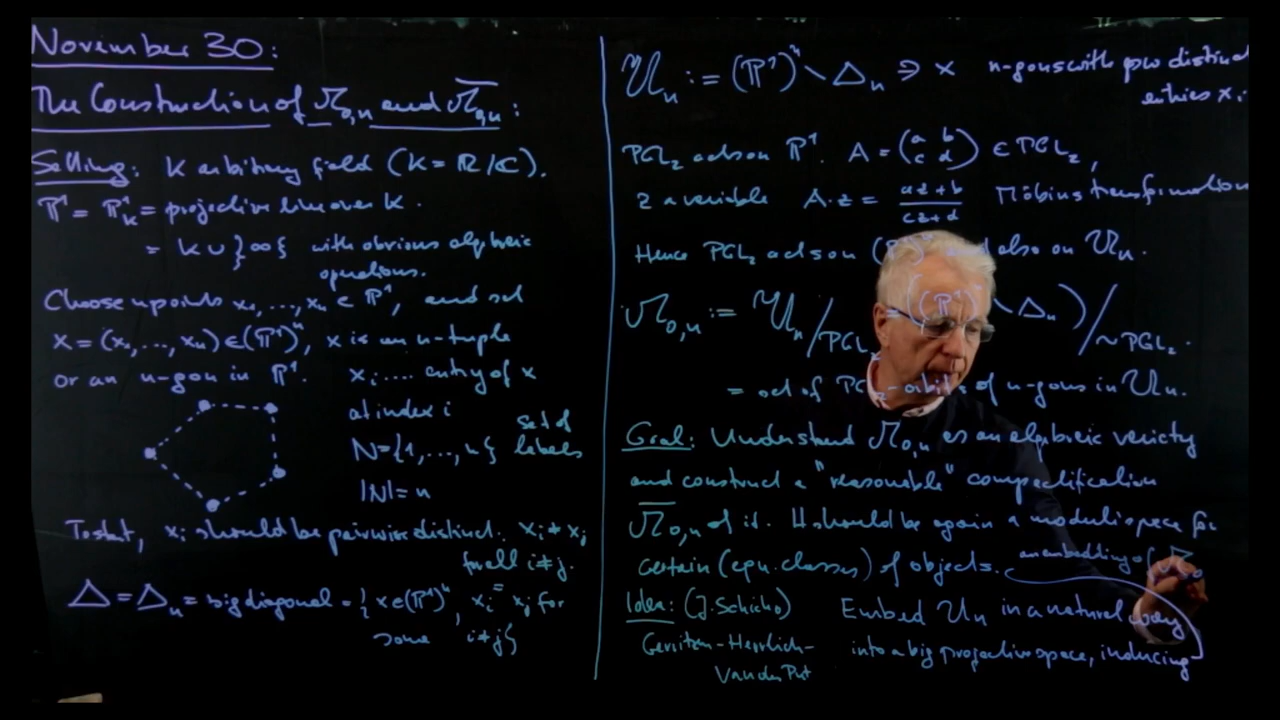 November 30:
The Construction of M₀,ₙ and M̅₀,ₙ:
Setting: K arbitrary field (K = ℝ/ℂ).
ℙ¹ = ℙ¹_K = projective line over K.
= K ∪ {∞} with obvious algebraic
operations.
Choose n points x₁, ..., xₙ ∈ ℙ¹, and set
x = (x₁, ..., xₙ) ∈ (ℙ¹)ⁿ, x is an n-tuple
or an n-gon in ℙ¹. xᵢ .... entry of x
at index i
N = {1, ..., n} set of labels
|N| = n
To start, xᵢ should be pairwise distinct. xᵢ ≠ xⱼ
for all i ≠ j.
Δ = Δₙ = big diagonal = { x ∈ (ℙ¹)ⁿ, xᵢ = xⱼ for
some i ≠ j }
𝒰ₙ := (ℙ¹)ⁿ \ Δₙ ∋ x n-gons with pw distinct
entries xᵢ
PGL₂ acts on ℙ¹. A = (a b c d) ∈ PGL₂,
z variable A·z = az+b / cz+d Möbius transformation
Hence PGL₂ acts on ( and also on 𝒰ₙ.
M₀,ₙ := 𝒰ₙ / PGL₂ = ((ℙ¹)ⁿ \ Δₙ) / ~PGL₂.
= set of PGL₂-orbits of n-gons in 𝒰ₙ.
Goal: Understand M₀,ₙ as an algebraic variety
and construct a "reasonable" compactification
M̅₀,ₙ of it. It should be again a moduli space for
certain (equ. classes) of objects. an embedding of M₀
Idea: (J. Schicho) Embed 𝒰ₙ in a natural way
Gerritzen-Herrlich- into a big projective space, inducing
Van der Put